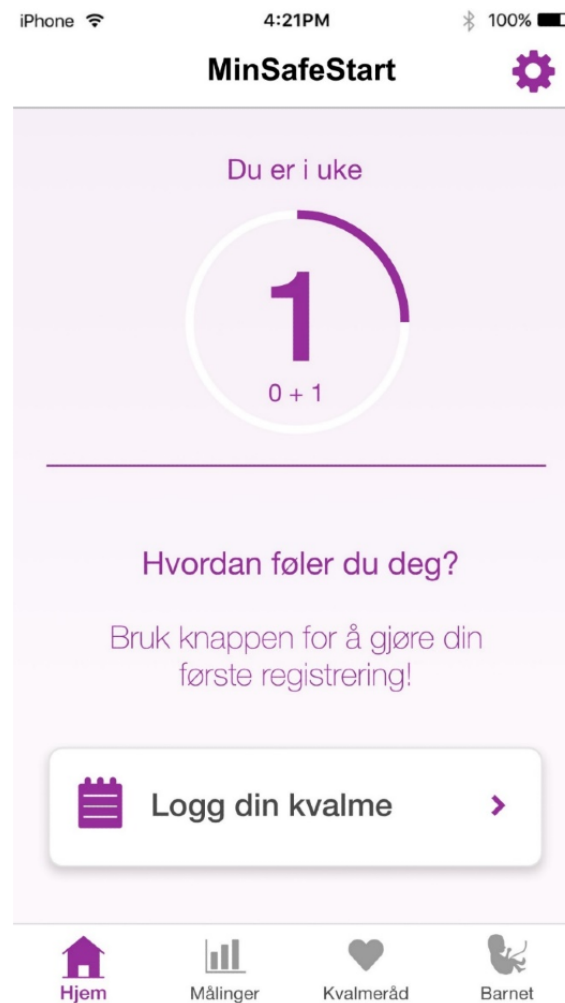 iPhone 4:21PM 100%
MinSafeStart
Du er i uke
1
0 + 1
Hvordan føler du deg?
Bruk knappen for å gjøre din
første registrering!
Logg din kvalme
Hjem Målinger Kvalmeråd Barnet